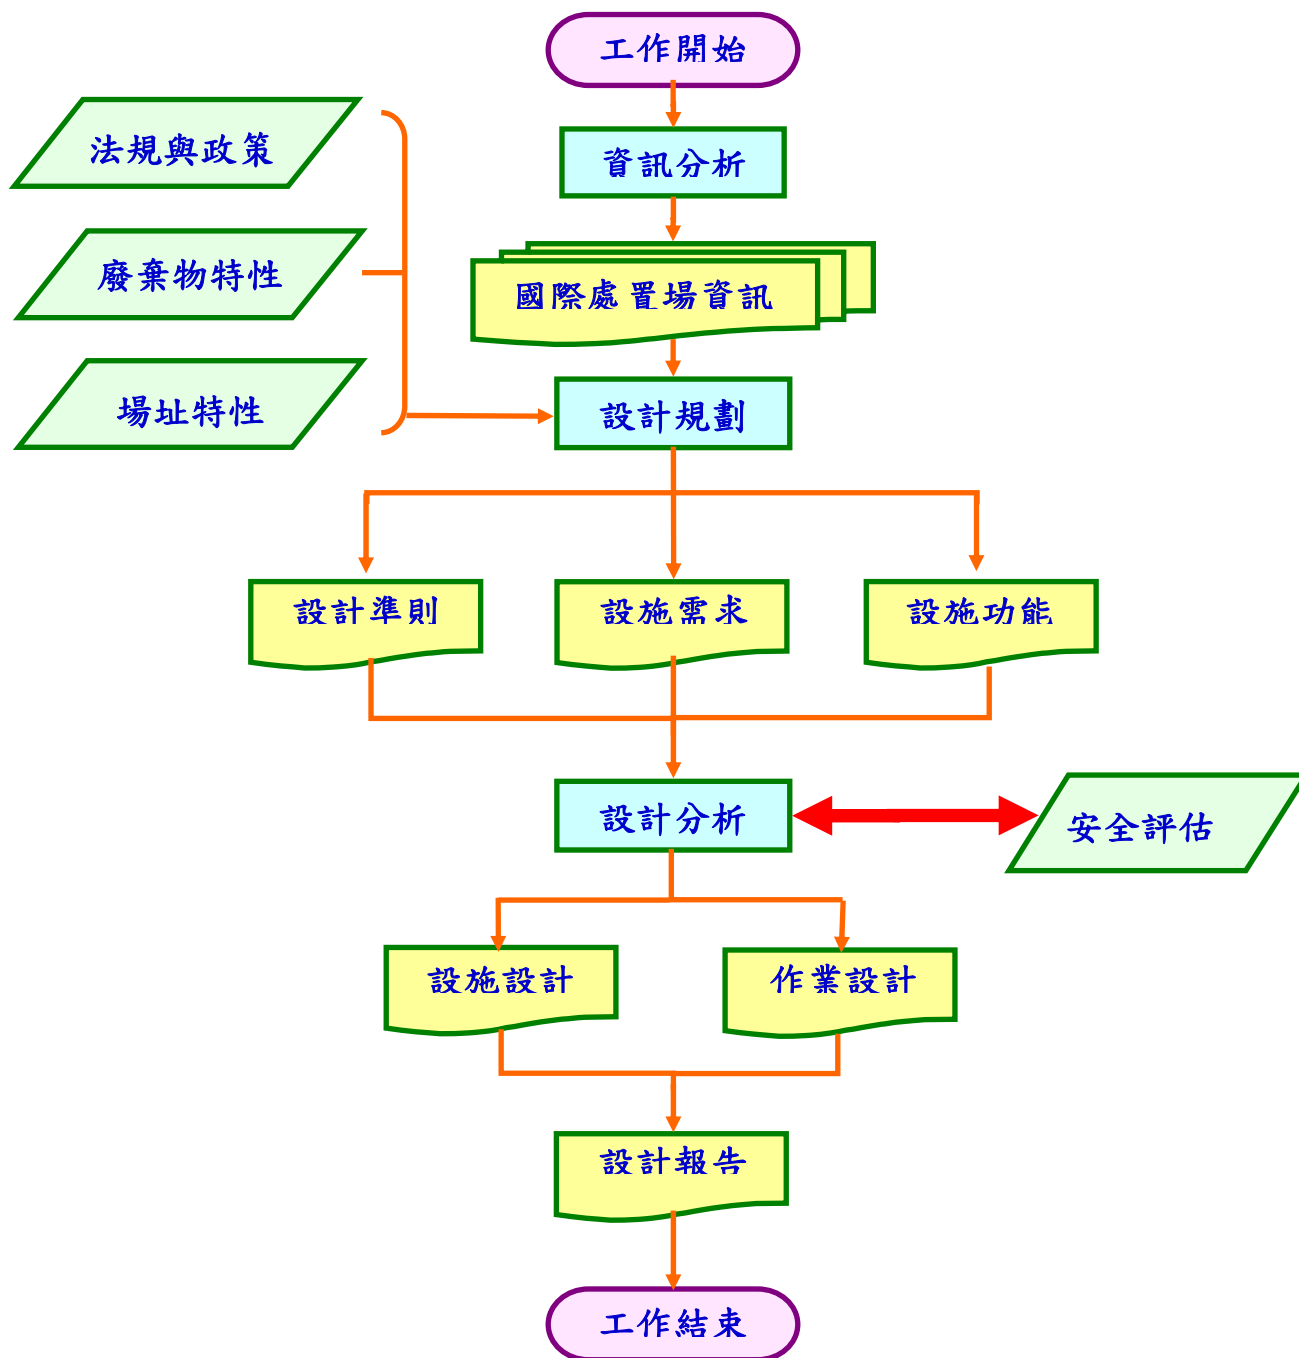 工作開始
法規與政策
資訊分析
廢棄物特性
國際處置場資訊
場址特性
設計規劃
設計準則
設施需求
設施功能
設計分析
安全評估
設施設計
作業設計
設計報告
工作結束